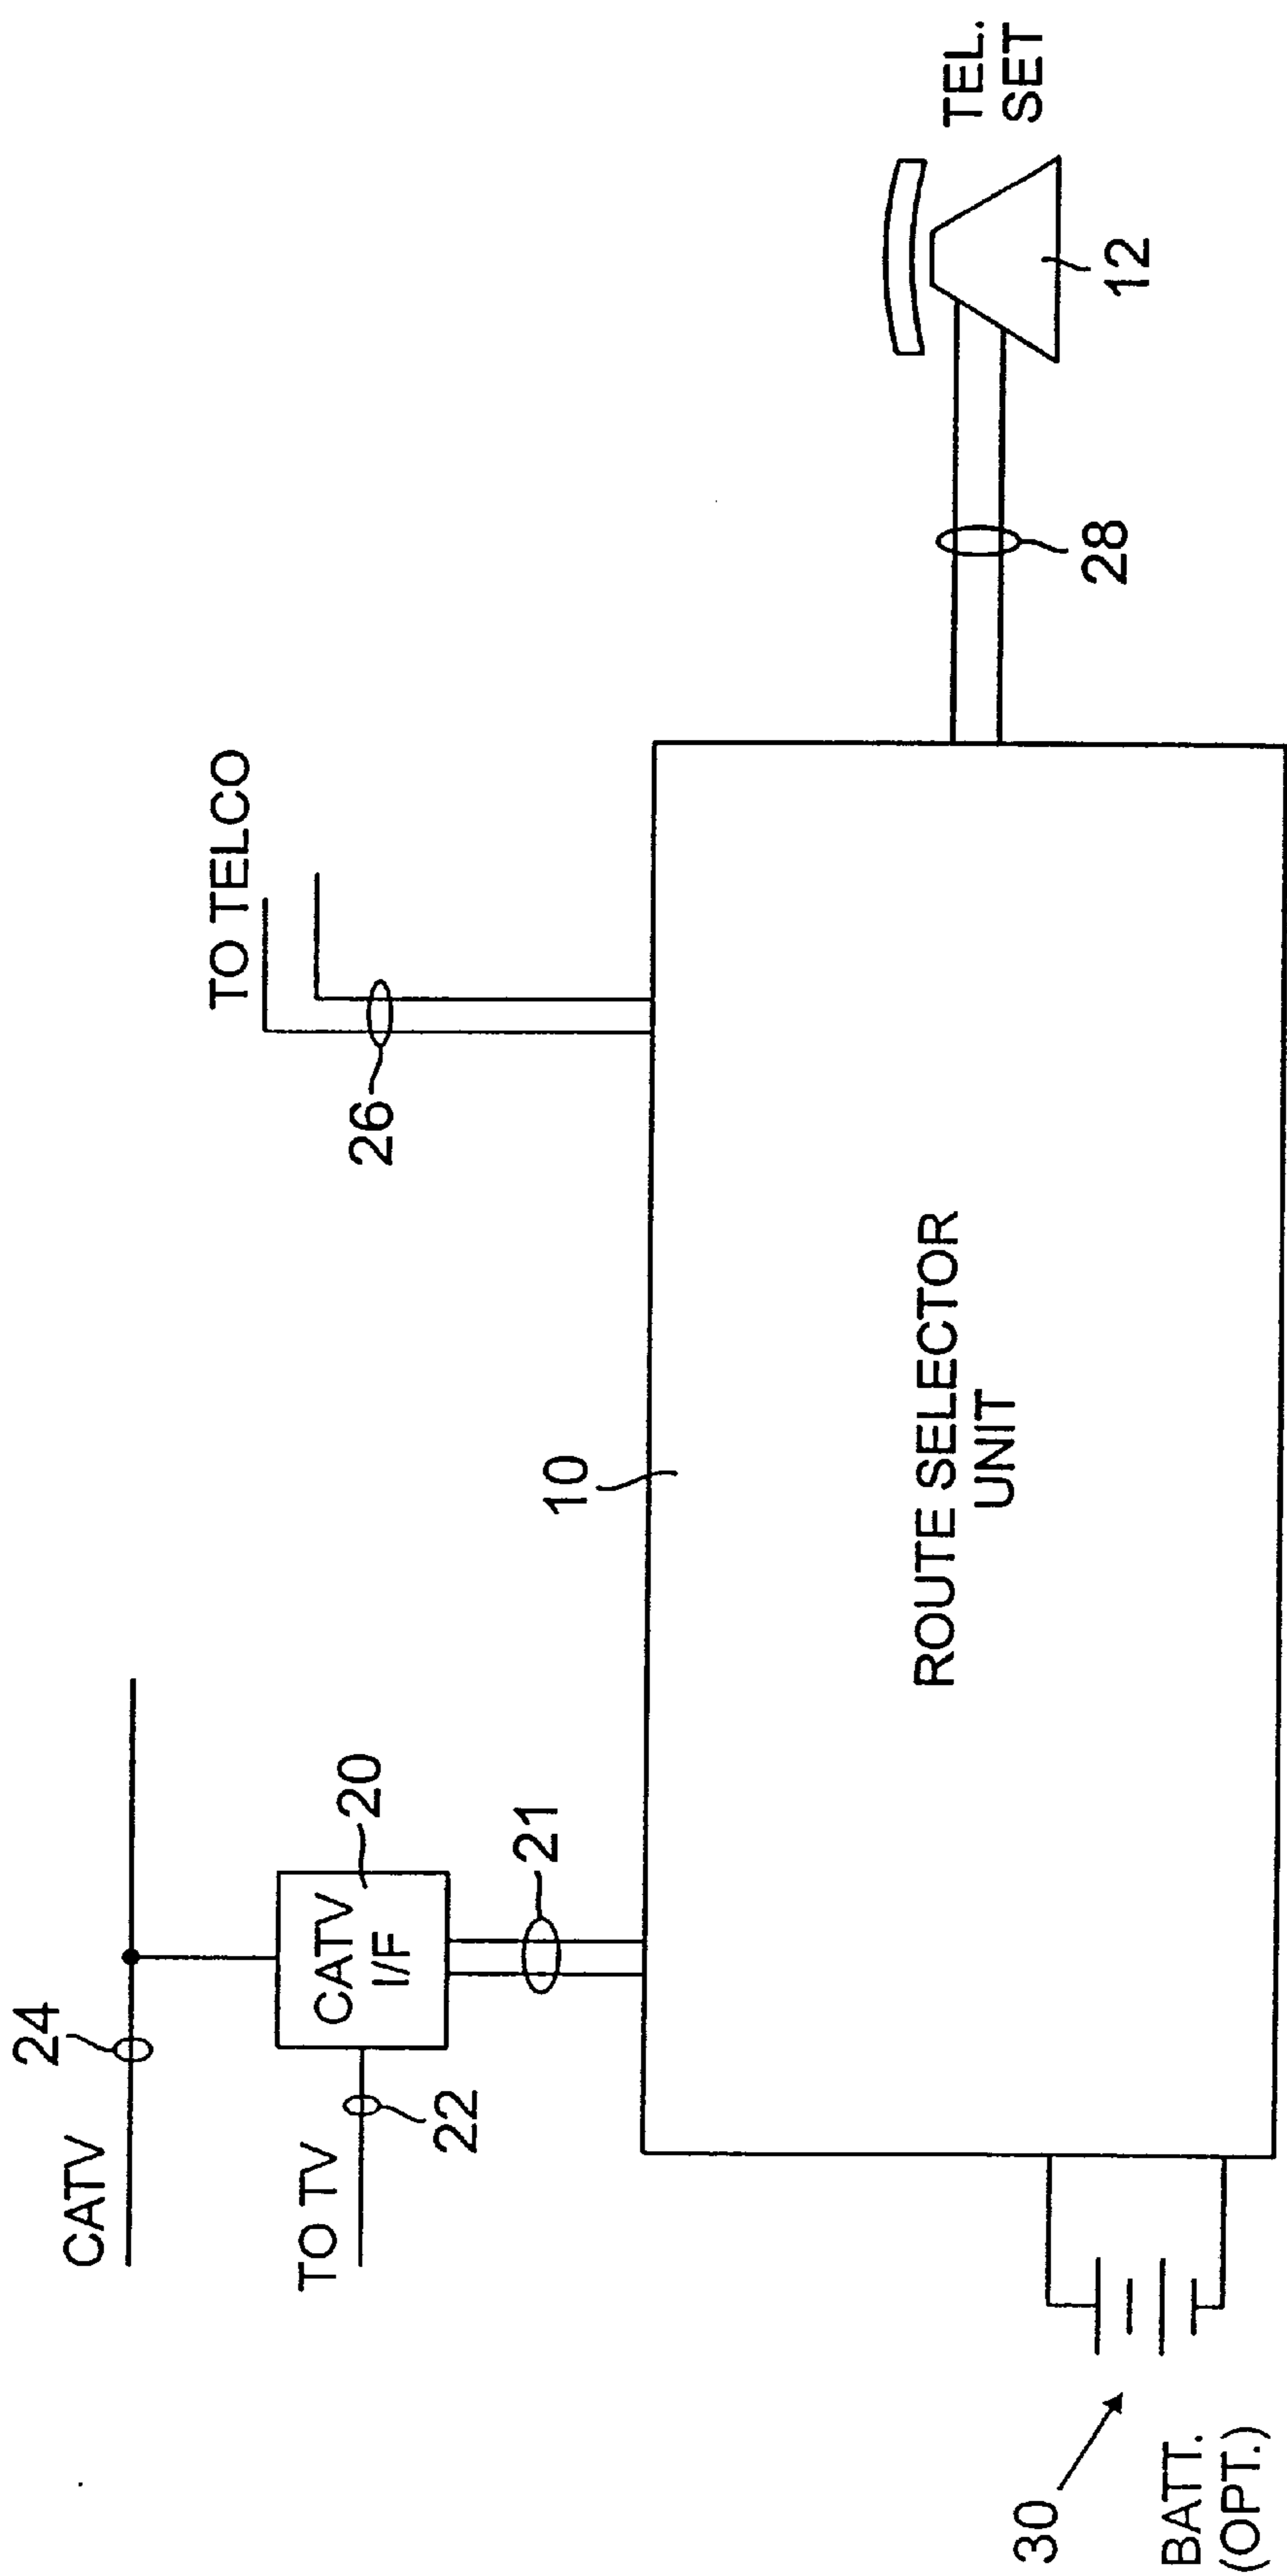 24
CATV
TO TV
22
CATV
I/F
20
21
TO TELCO
26
10
ROUTE SELECTOR
UNIT
TEL.
SET
12
28
30
BATT.
(OPT.)